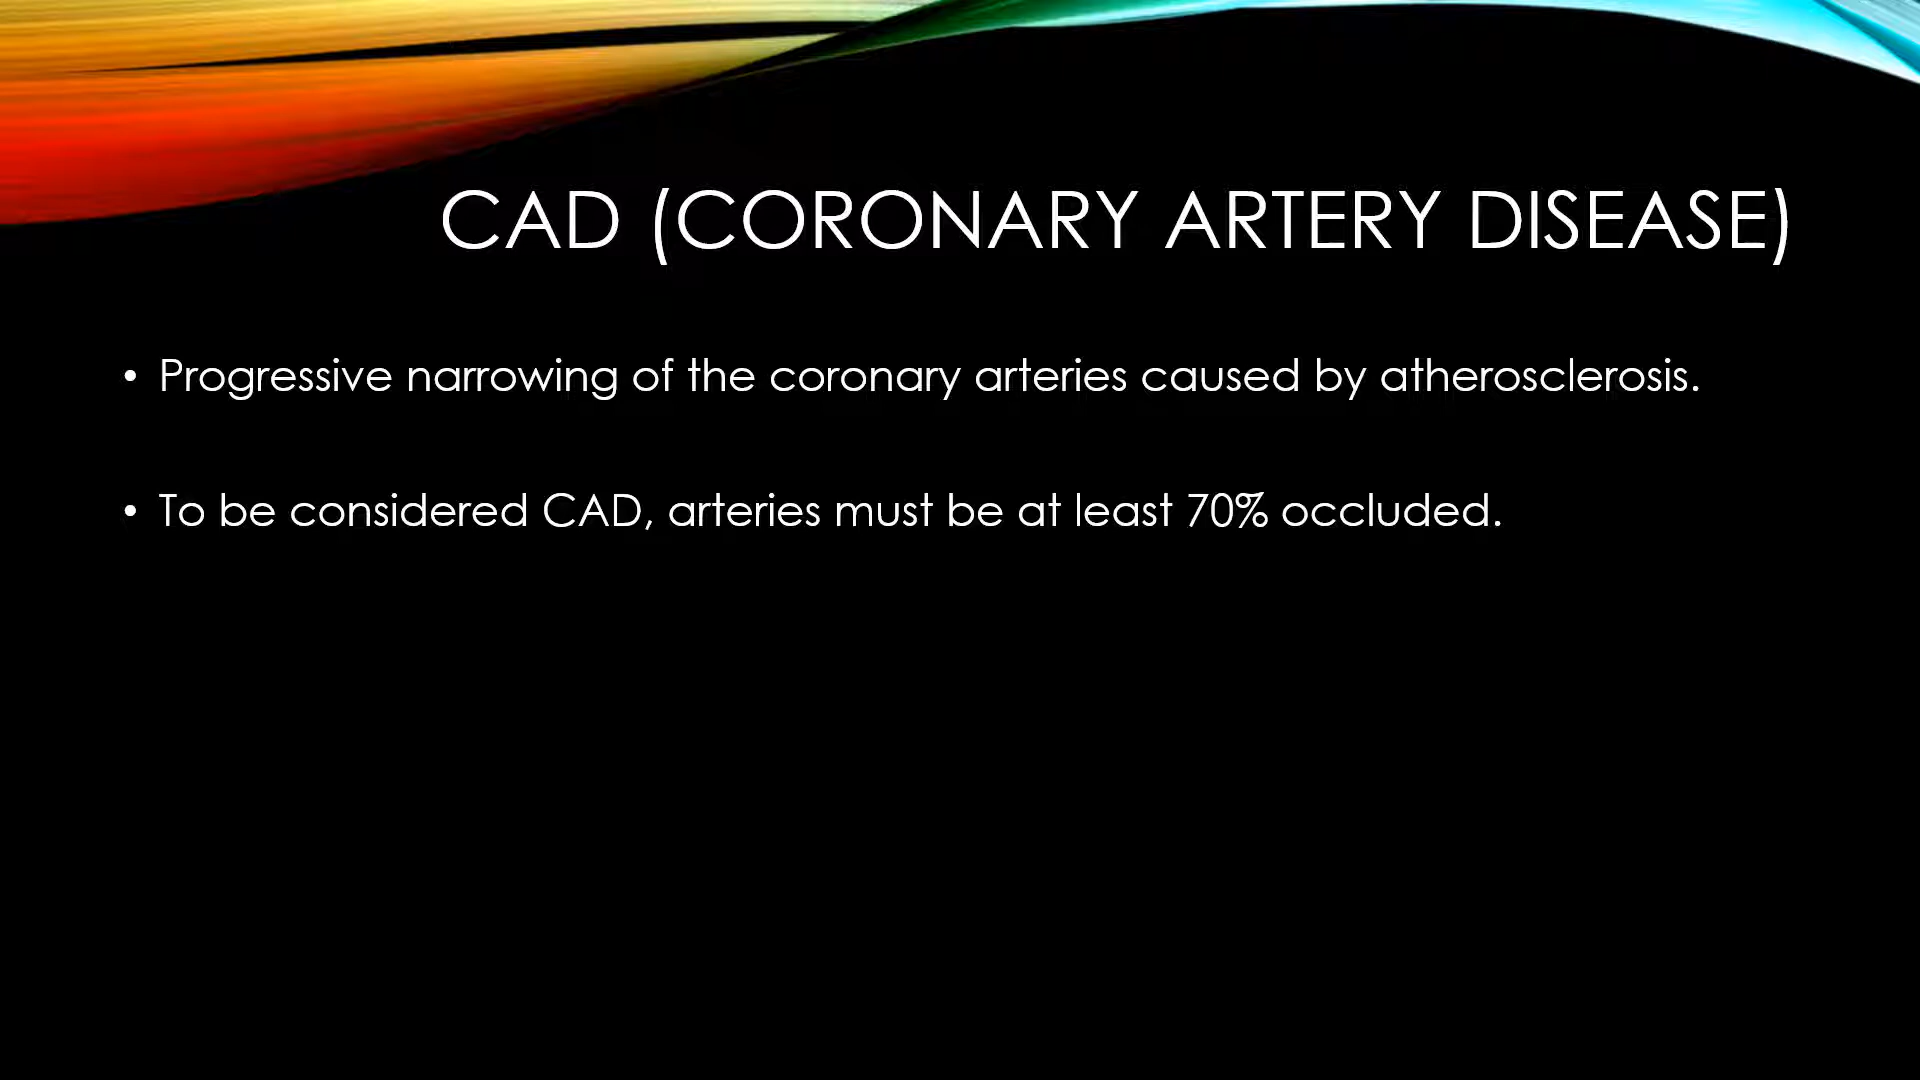 CAD (CORONARY ARTERY DISEASE)
• Progressive narrowing of the coronary arteries caused by atherosclerosis.
• To be considered CAD, arteries must be at least 70% occluded.